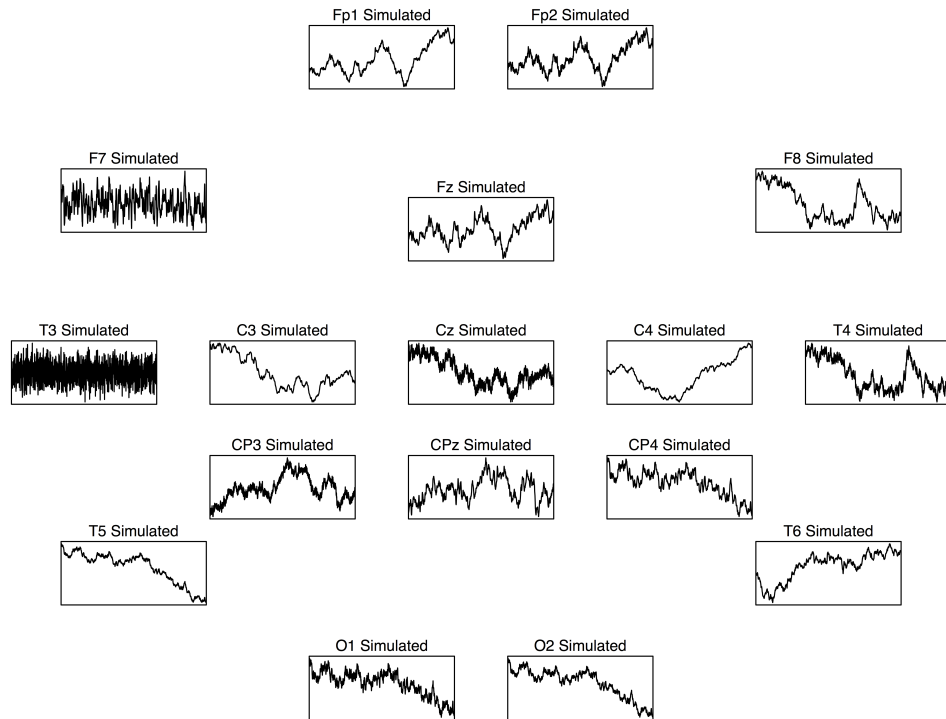 Fp1 Simulated
Fp2 Simulated
F7 Simulated
F8 Simulated
Fz Simulated
T3 Simulated
C3 Simulated
Cz Simulated
C4 Simulated
T4 Simulated
CP3 Simulated
CPz Simulated
CP4 Simulated
T5 Simulated
T6 Simulated
O1 Simulated
O2 Simulated